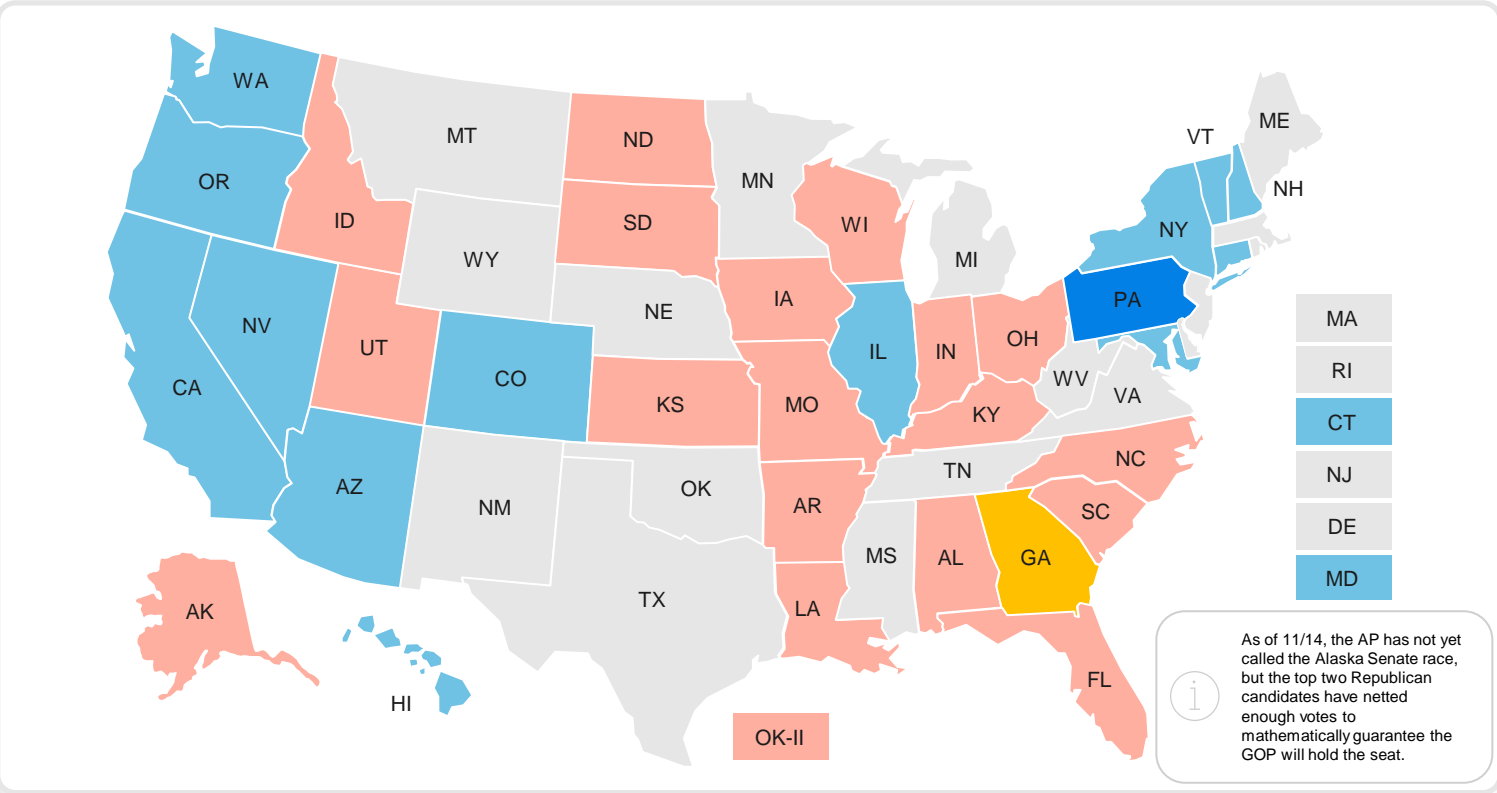 WA
MT
ND
MN
ME
VT
OR
ID
SD
WI
NH
NY
WY
MI
IA
PA
NE
NV
UT
CO
IL
IN
OH
MA
CA
KS
MO
WV
VA
RI
KY
CT
AZ
NM
OK
TN
NC
NJ
AR
SC
DE
MS
AL
GA
MD
TX
LA
AK
HI
FL
OK-II
i
As of 11/14, the AP has not yet
called the Alaska Senate race,
but the top two Republican
candidates have netted
enough votes to
mathematically guarantee the
GOP will hold the seat.